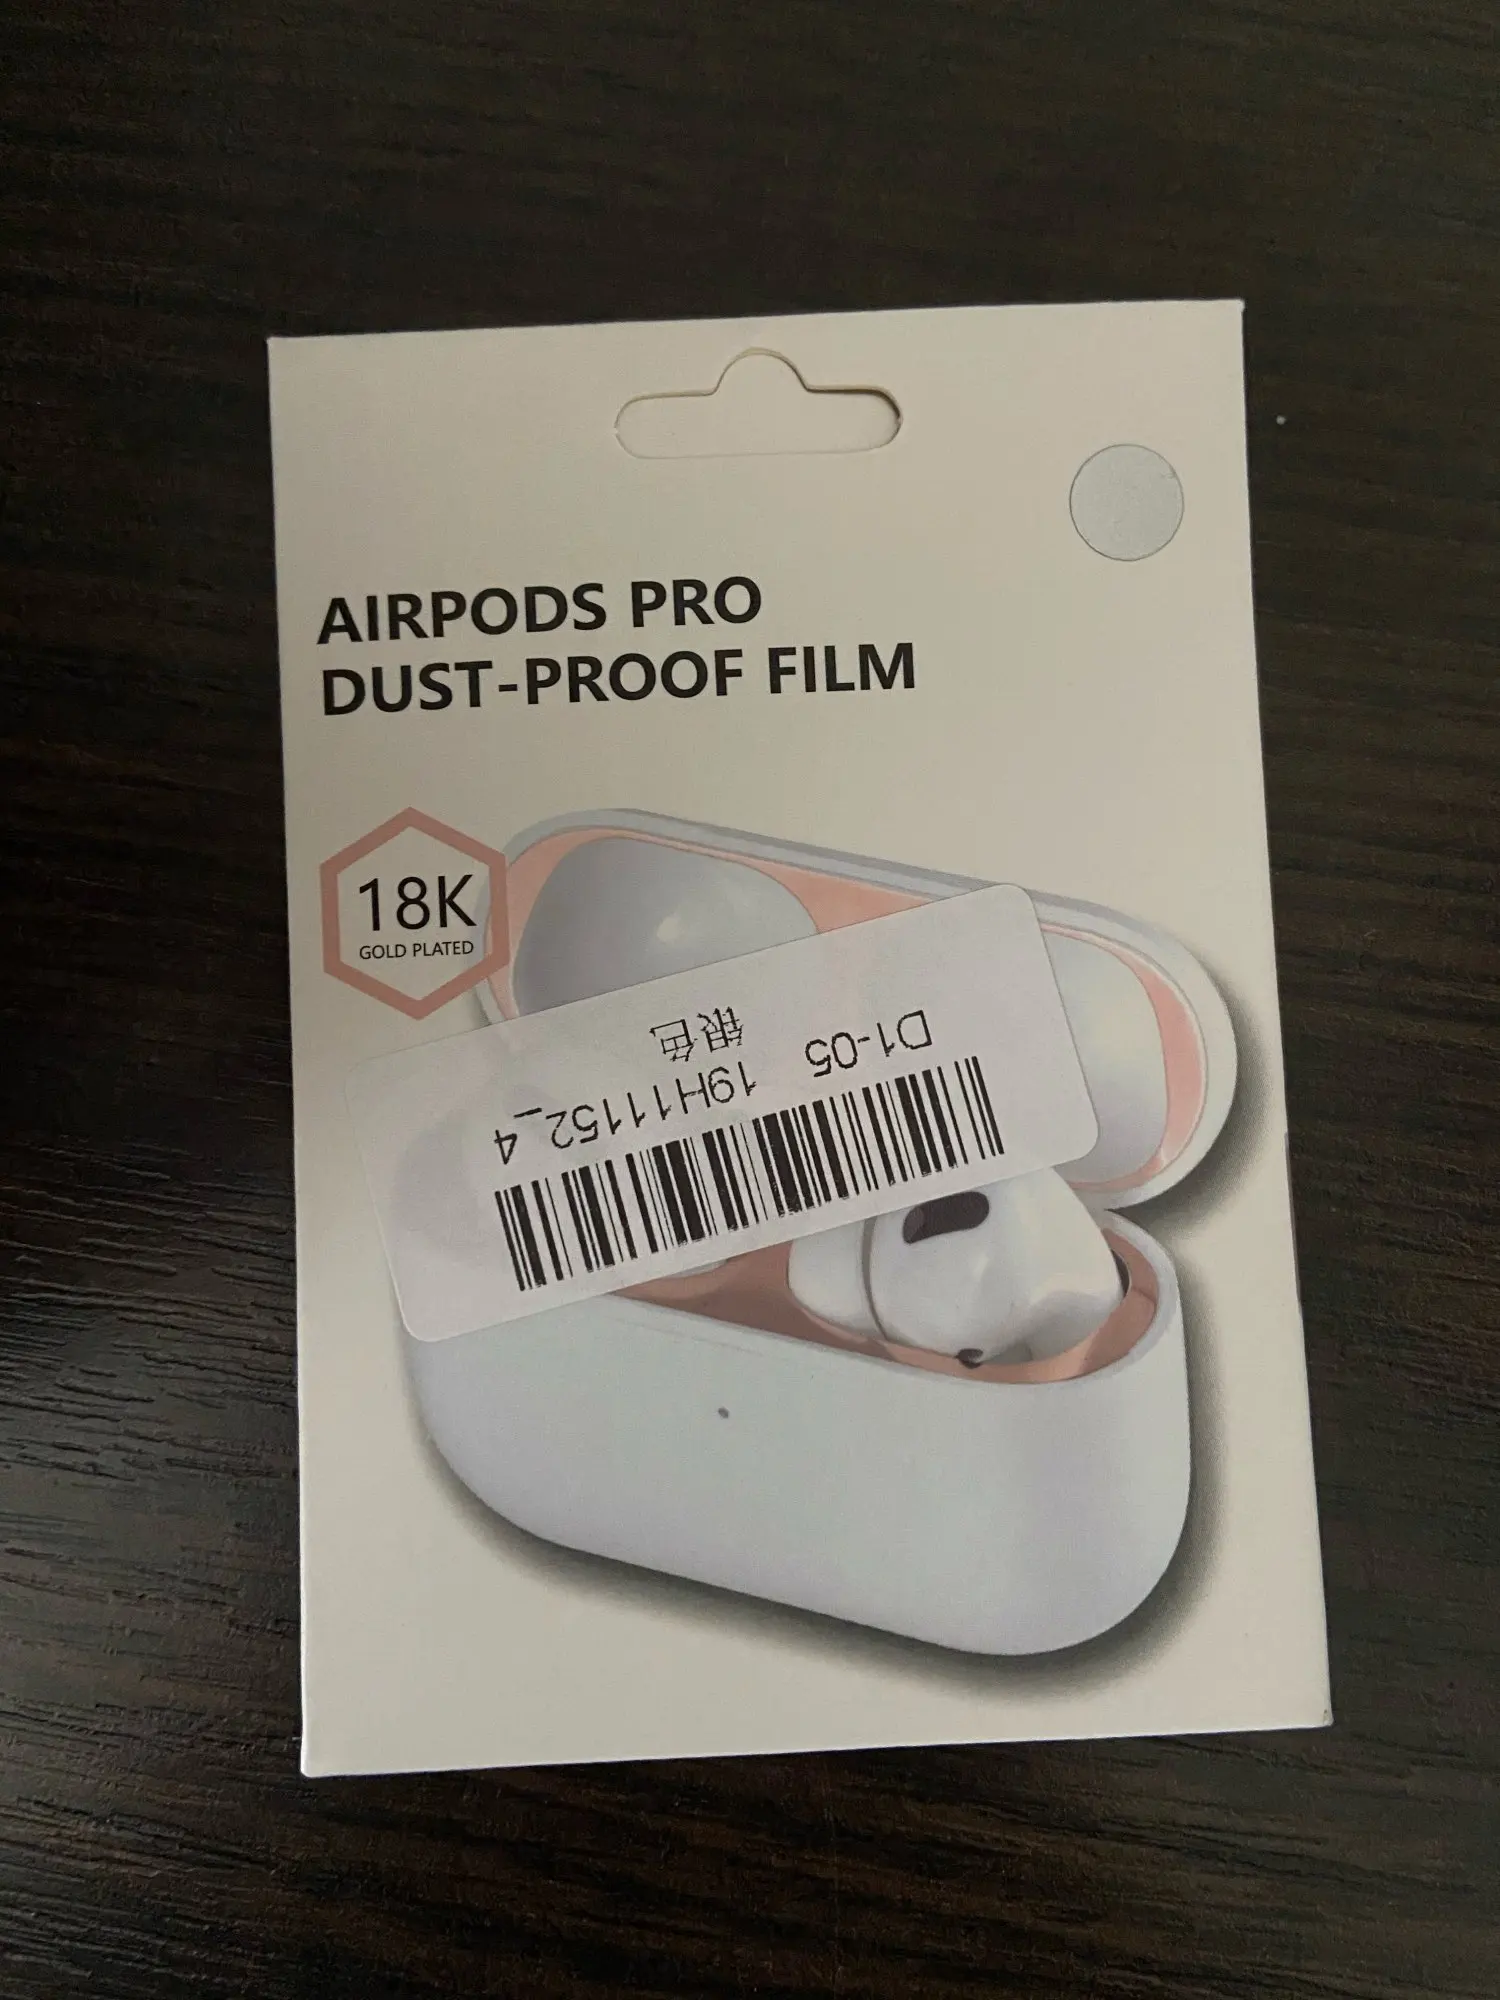 AIRPODS PRO
DUST-PROOF FILM
18K
GOLD PLATED
19H11152_4
D1-05 银色